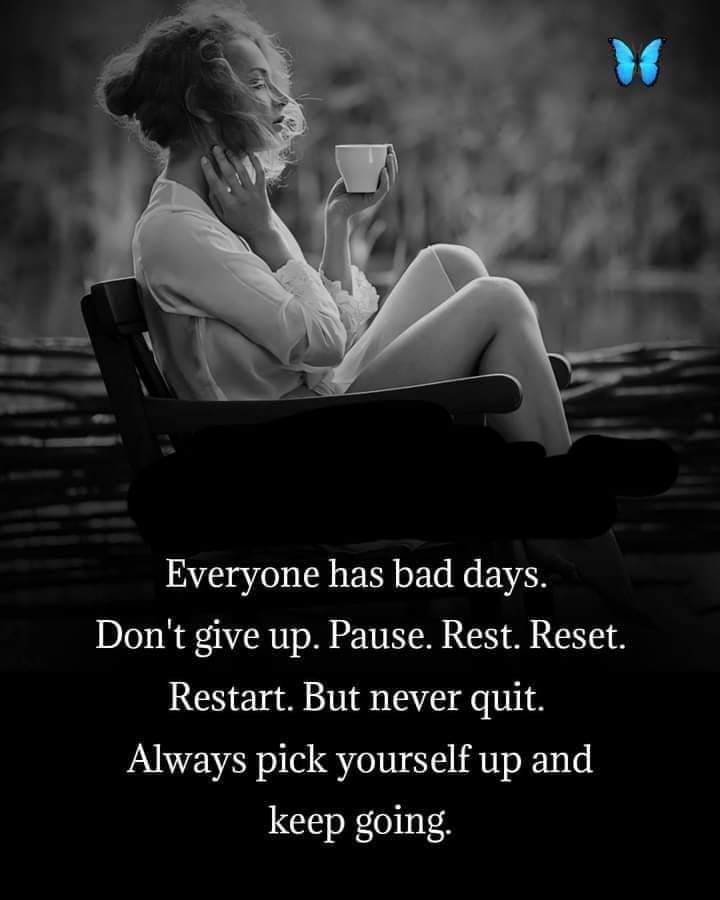 Everyone has bad days.
Don't give up. Pause. Rest. Reset.
Restart. But never quit.
Always pick yourself up and
keep going.